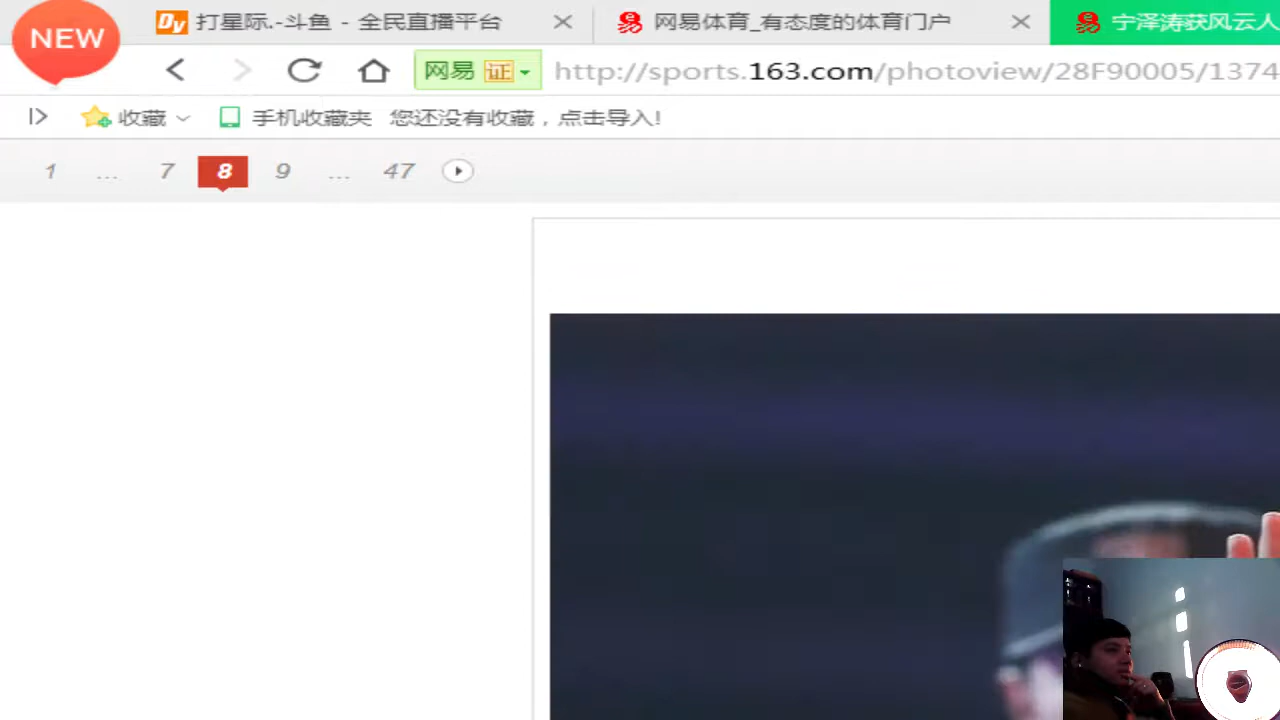 NEW
Dy 打星际.-斗鱼 - 全民直播平台
易 网易体育_有态度的体育门户
易 宁泽涛获风云人
网易 证
http://sports.163.com/photoview/28F90005/1374
收藏
手机收藏夹
您还没有收藏，点击导入!
1 ... 7 8 9 ... 47